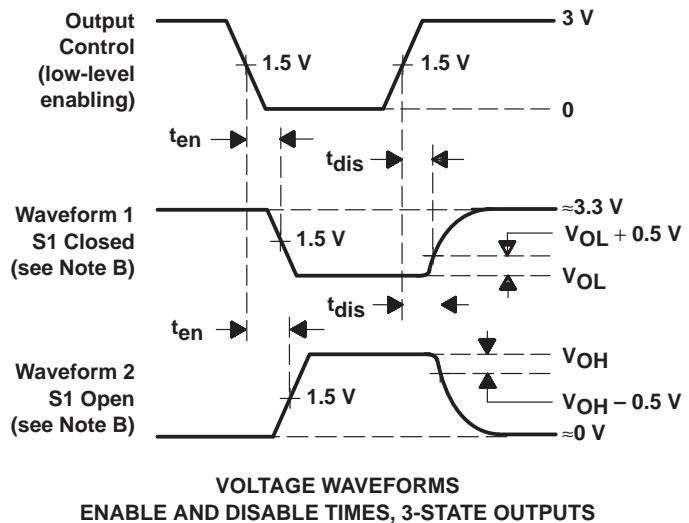 Output
Control
(low-level
enabling)
3 V
1.5 V
1.5 V
0
ten
tdis
Waveform 1
S1 Closed
(see Note B)
≈3.3 V
1.5 V
VOL + 0.5 V
VOL
ten
tdis
Waveform 2
S1 Open
(see Note B)
1.5 V
VOH
VOH – 0.5 V
≈0 V
VOLTAGE WAVEFORMS
ENABLE AND DISABLE TIMES, 3-STATE OUTPUTS